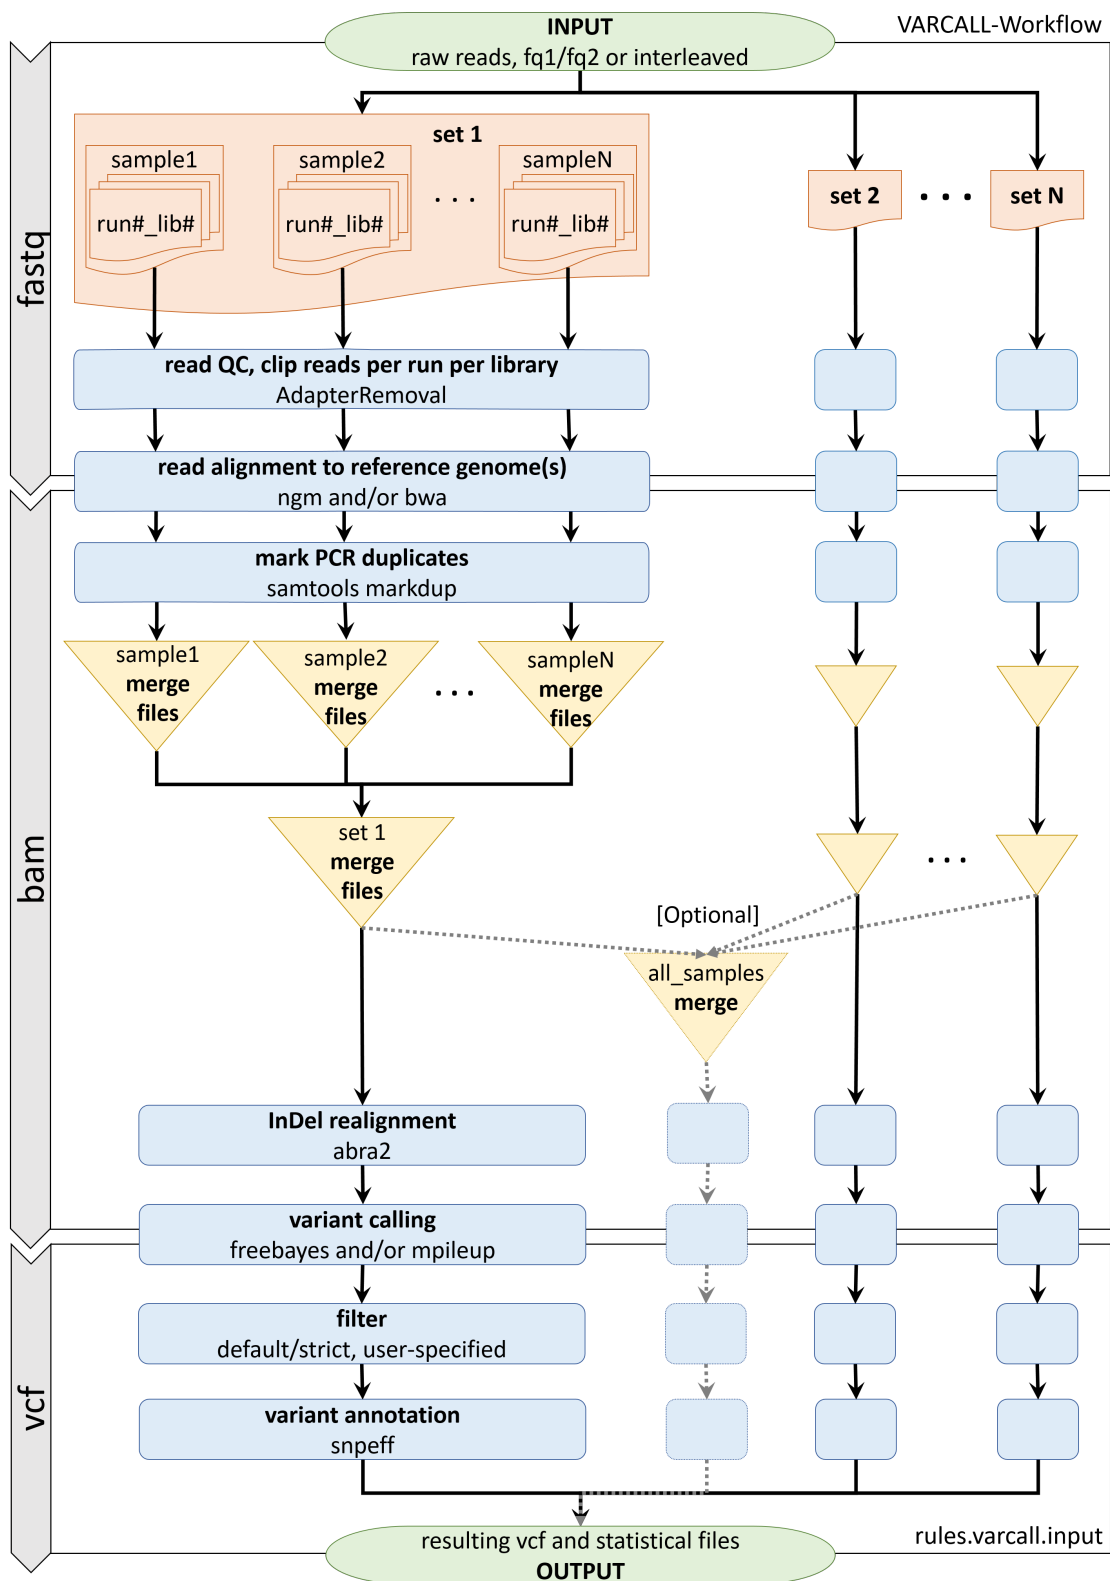 VARCALL-Workflow
INPUT
raw reads, fq1/fq2 or interleaved
fastq
set 1
sample1
run#_lib#
sample2
run#_lib#
. . .
sampleN
run#_lib#
set 2
. . .
set N
read QC, clip reads per run per library
AdapterRemoval
read alignment to reference genome(s)
ngm and/or bwa
bam
mark PCR duplicates
samtools markdup
sample1
merge
files
sample2
merge
files
. . .
sampleN
merge
files
set 1
merge
files
. . .
[Optional]
all_samples
merge
InDel realignment
abra2
variant calling
freebayes and/or mpileup
vcf
filter
default/strict, user-specified
variant annotation
snpeff
resulting vcf and statistical files
OUTPUT
rules.varcall.input